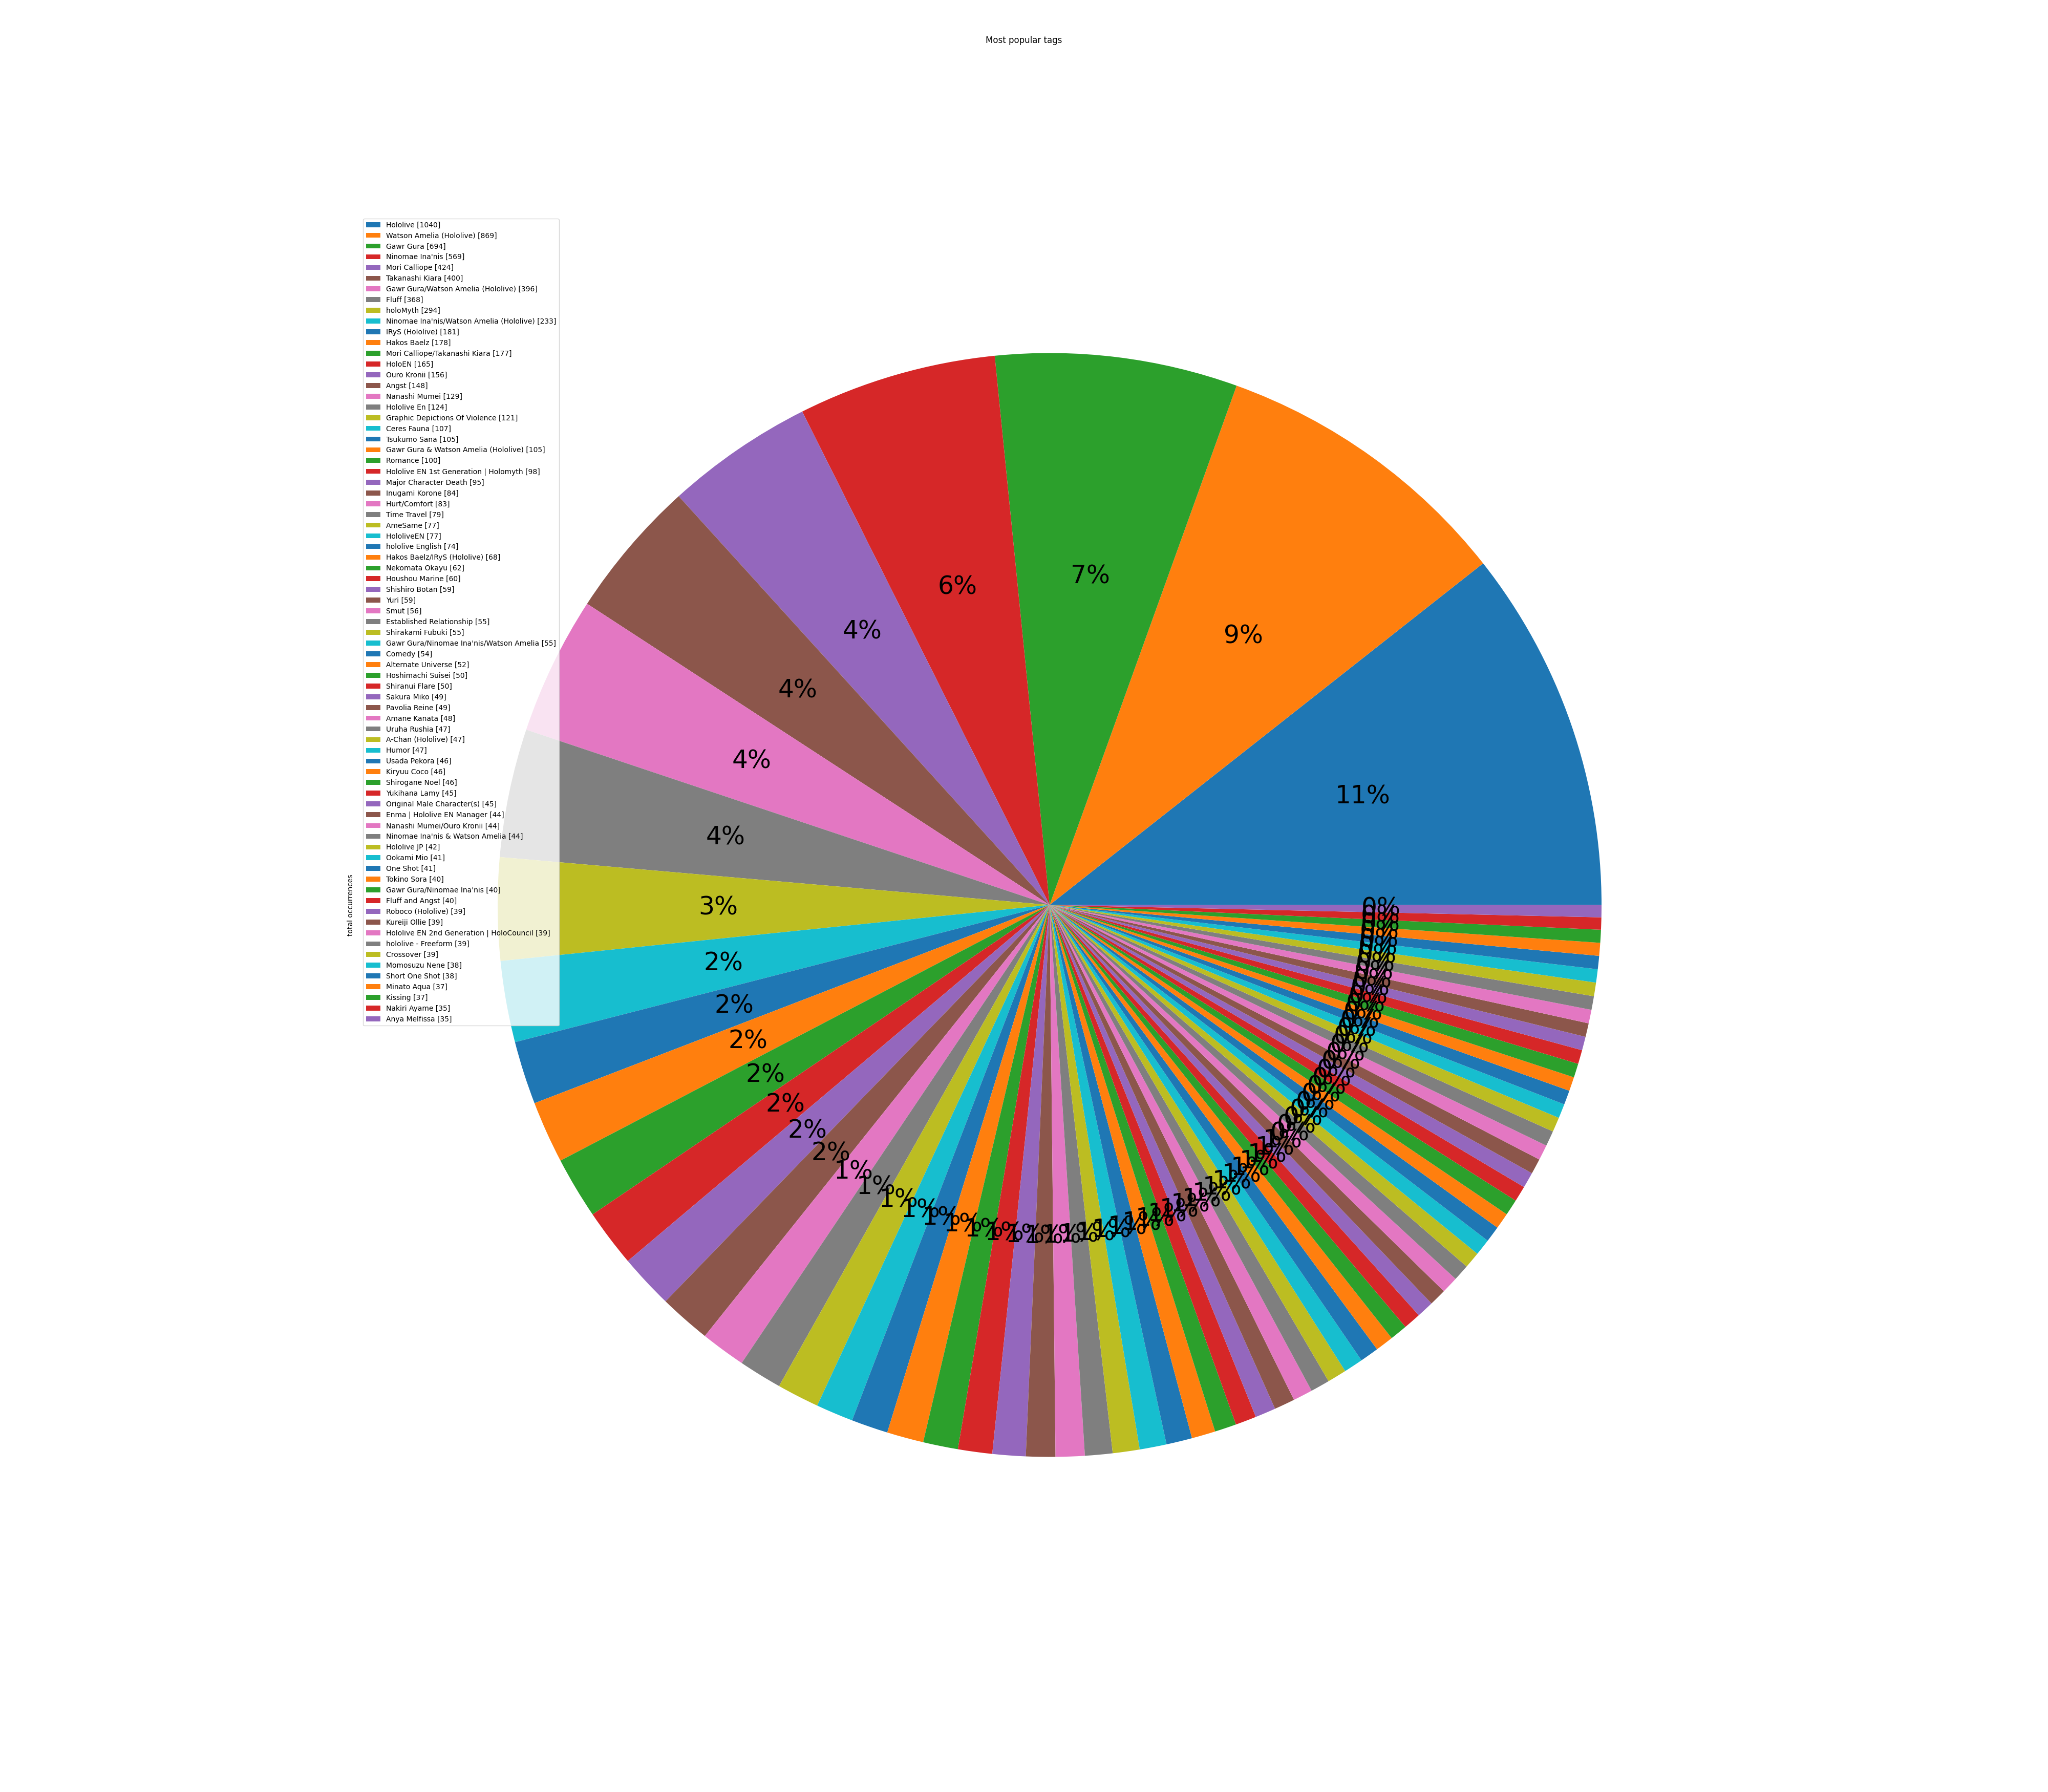 Most popular tags
Hololive [1040]
Watson Amelia (Hololive) [869]
Gawr Gura [694]
Ninomae Ina'nis [569]
Mori Calliope [424]
Takanashi Kiara [400]
Gawr Gura/Watson Amelia (Hololive) [396]
Fluff [368]
holoMyth [294]
Ninomae Ina'nis/Watson Amelia (Hololive) [233]
IRyS (Hololive) [181]
Hakos Baelz [178]
Mori Calliope/Takanashi Kiara [177]
HoloEN [165]
Ouro Kronii [156]
Angst [148]
Nanashi Mumei [129]
Hololive En [124]
Graphic Depictions Of Violence [121]
Ceres Fauna [107]
Tsukumo Sana [105]
Gawr Gura & Watson Amelia (Hololive) [105]
Romance [100]
Hololive EN 1st Generation | Holomyth [98]
Major Character Death [95]
Inugami Korone [84]
Hurt/Comfort [83]
Time Travel [79]
AmeSame [77]
HololiveEN [77]
hololive English [74]
Hakos Baelz/IRyS (Hololive) [68]
Nekomata Okayu [62]
Houshou Marine [60]
Shishiro Botan [59]
Yuri [59]
Smut [56]
Established Relationship [55]
Shirakami Fubuki [55]
Gawr Gura/Ninomae Ina'nis/Watson Amelia [55]
Comedy [54]
Alternate Universe [52]
Hoshimachi Suisei [50]
Shiranui Flare [50]
Sakura Miko [49]
Pavolia Reine [49]
Amane Kanata [48]
Uruha Rushia [47]
A-Chan (Hololive) [47]
Humor [47]
Usada Pekora [46]
Kiryuu Coco [46]
Shirogane Noel [46]
Yukihana Lamy [45]
Original Male Character(s) [45]
Enma | Hololive EN Manager [44]
Nanashi Mumei/Ouro Kronii [44]
Ninomae Ina'nis & Watson Amelia [44]
Hololive JP [42]
Ookami Mio [41]
One Shot [41]
Tokino Sora [40]
Gawr Gura/Ninomae Ina'nis [40]
Fluff and Angst [40]
Roboco (Hololive) [39]
Kureiji Ollie [39]
Hololive EN 2nd Generation | HoloCouncil [39]
hololive - Freeform [39]
Crossover [39]
Momosuzu Nene [38]
Short One Shot [38]
Minato Aqua [37]
Kissing [37]
Nakiri Ayame [35]
Anya Melfissa [35]
total occurrences
11%
9%
7%
6%
4%
4%
4%
4%
3%
2%
2%
2%
2%
2%
2%
2%
1%
1%
1%
1%
1%
1%
1%
1%